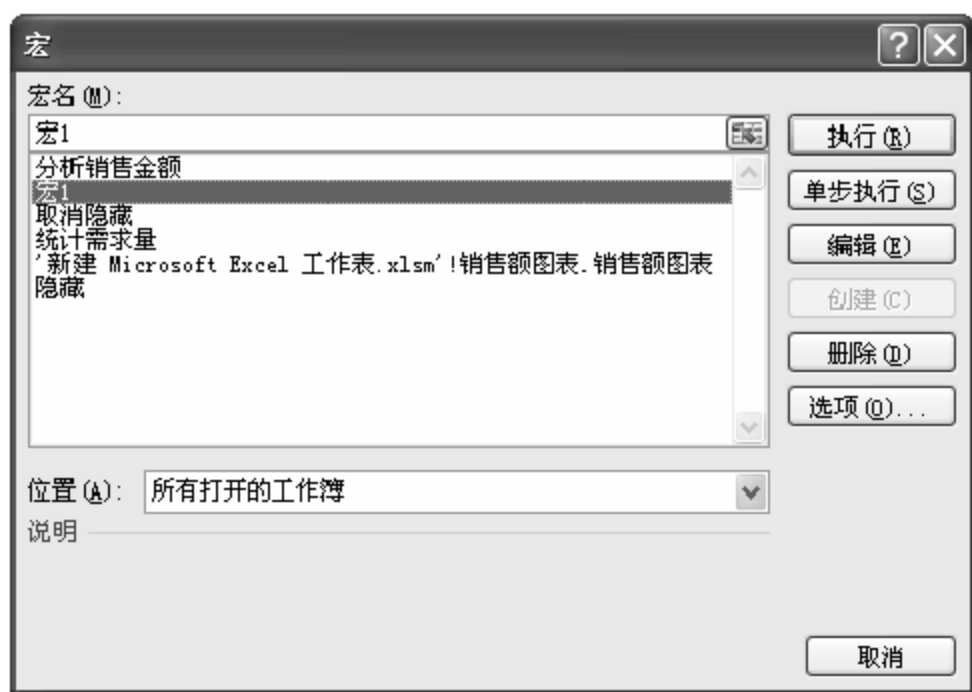 宏
宏名(M):
宏1
执行(R)
分析销售金额
宏1
单步执行(S)
取消隐藏
统计需求量
编辑(E)
'新建 Microsoft Excel 工作表.xlsm'!销售额图表.销售额图表
隐藏
创建(C)
删除(D)
选项(O)...
位置(A): 所有打开的工作簿
说明
取消